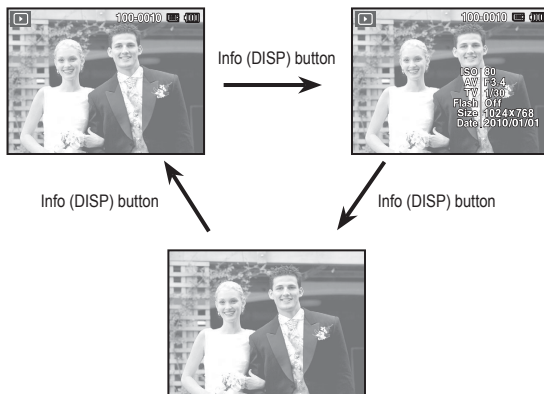 100-0010
Info (DISP) button
100-0010
ISO 80
AV F3.4
TV 1/30
Flash Off
Size 1024X768
Date 2010/01/01
Info (DISP) button
Info (DISP) button